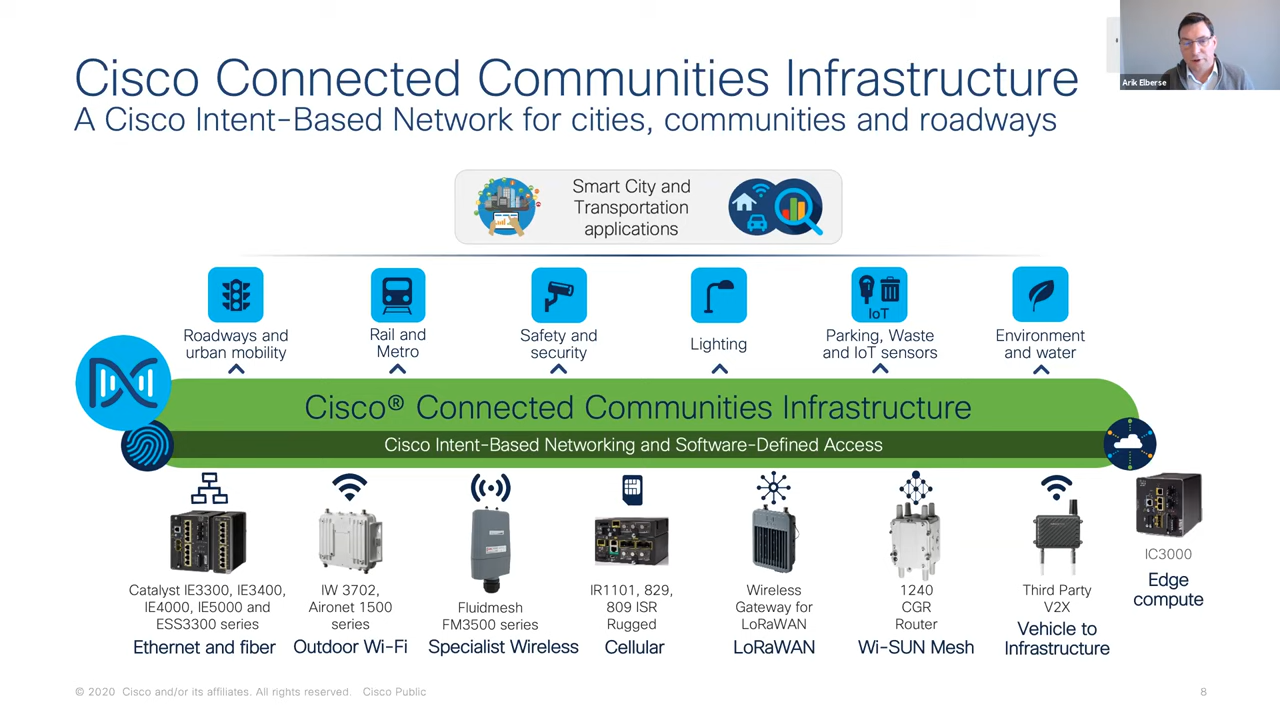 Cisco Connected Communities Infrastructure
A Cisco Intent-Based Network for cities, communities and roadways
Arik Elberse
Smart City and
Transportation
applications
Roadways and
urban mobility
Rail and
Metro
Safety and
security
Lighting
IoT
Parking, Waste
and IoT sensors
Environment
and water
Cisco® Connected Communities Infrastructure
Cisco Intent-Based Networking and Software-Defined Access
Catalyst IE3300, IE3400,
IE4000, IE5000 and
ESS3300 series
Ethernet and fiber
IW 3702,
Aironet 1500
series
Outdoor Wi-Fi
Fluidmesh
FM3500 series
Specialist Wireless
IR1101, 829,
809 ISR
Rugged
Cellular
Wireless
Gateway for
LoRaWAN
LoRaWAN
1240
CGR
Router
Wi-SUN Mesh
Third Party
V2X
Vehicle to
Infrastructure
IC3000
Edge
compute
© 2020 Cisco and/or its affiliates. All rights reserved. Cisco Public
8